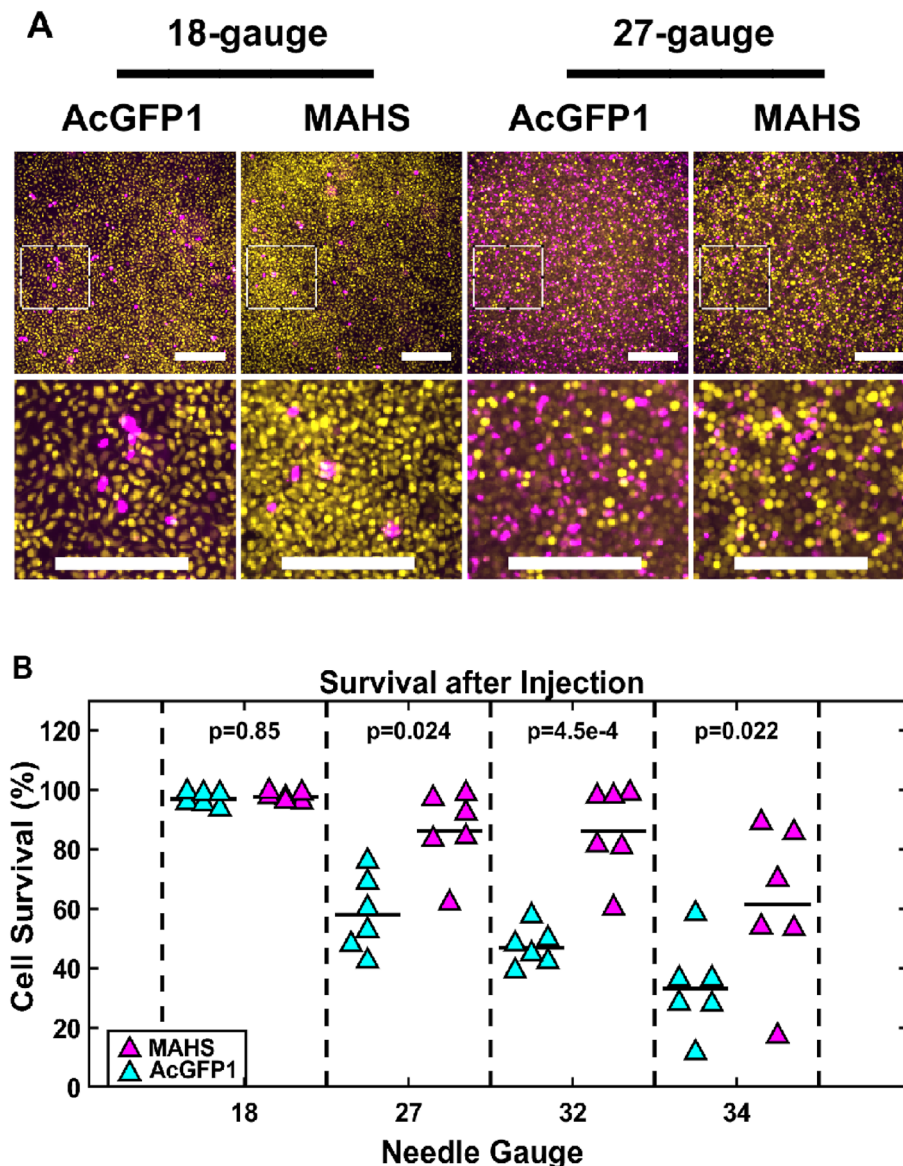 A
18-gauge 27-gauge
AcGFP1 MAHS AcGFP1 MAHS
B
Survival after Injection
p=0.85 p=0.024 p=4.5e-4 p=0.022
120
100
80
60
40
20
0
Cell Survival (%)
MAHS
AcGFP1
18 27 32 34
Needle Gauge